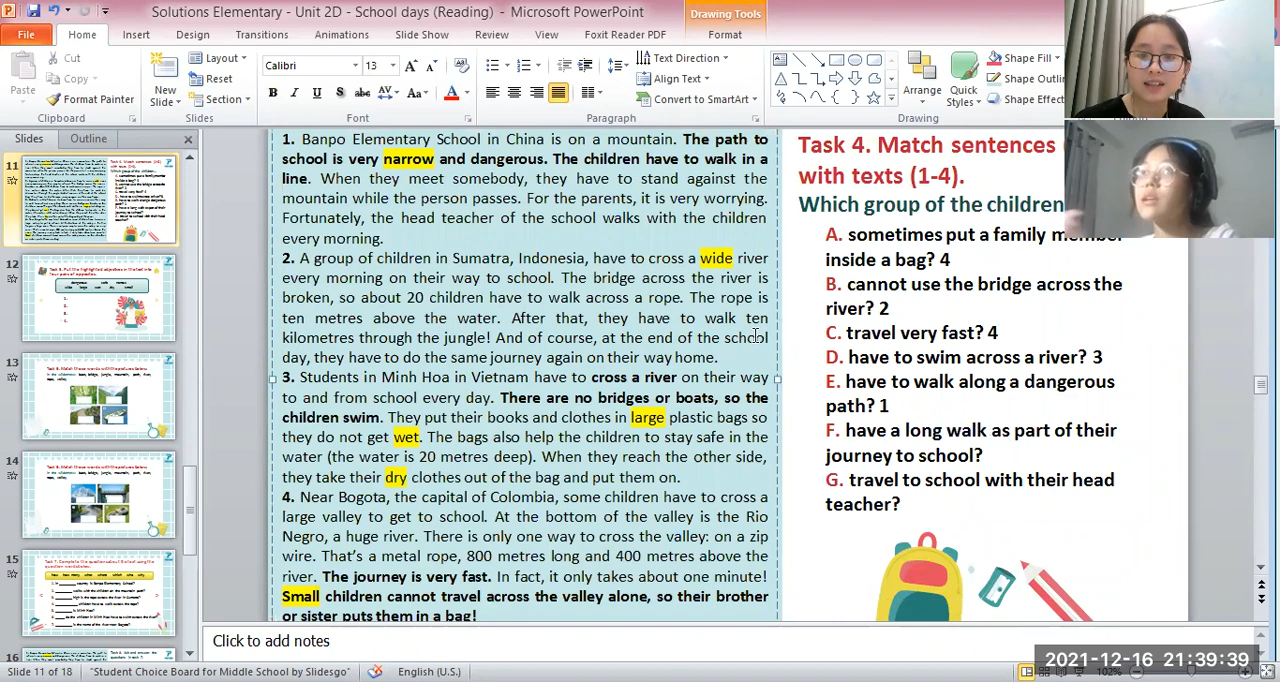 Solutions Elementary - Unit 2D - School days (Reading) - Microsoft PowerPoint
Drawing Tools
File Home Insert Design Transitions Animations Slide Show Review View Foxit Reader PDF Format
Cut
Copy
Format Painter
Paste
Clipboard
New
Slide
Layout
Reset
Section
Slides
Calibri
13
Font
Text Direction
Align Text
Convert to SmartArt
Paragraph
Arrange
Quick
Styles
Shape Fill
Shape Outli
Shape Effects
Drawing
Slides Outline
11
12
13
14
15
16
1. Banpo Elementary School in China is on a mountain. The path to
school is very narrow and dangerous. The children have to walk in a
line. When they meet somebody, they have to stand against the
mountain while the person passes. For the parents, it is very worrying.
Fortunately, the head teacher of the school walks with the children
every morning.
2. A group of children in Sumatra, Indonesia, have to cross a wide river
every morning on their way to school. The bridge across the river is
broken, so about 20 children have to walk across a rope. The rope is
ten metres above the water. After that, they have to walk ten
kilometres through the jungle! And of course, at the end of the school
day, they have to do the same journey again on their way home.
3. Students in Minh Hoa in Vietnam have to cross a river on their way
to and from school every day. There are no bridges or boats, so the
children swim. They put their books and clothes in large plastic bags so
they do not get wet. The bags also help the children to stay safe in the
water (the water is 20 metres deep). When they reach the other side,
they take their dry clothes out of the bag and put them on.
4. Near Bogota, the capital of Colombia, some children have to cross a
large valley to get to school. At the bottom of the valley is the Rio
Negro, a huge river. There is only one way to cross the valley: on a zip
wire. That's a metal rope, 800 metres long and 400 metres above the
river. The journey is very fast. In fact, it only takes about one minute!
Small children cannot travel across the valley alone, so their brother
or sister puts them in a bag!
Task 4. Match sentences
with texts (1-4).
Which group of the children
A. sometimes put a family member
inside a bag? 4
B. cannot use the bridge across the
river? 2
C. travel very fast? 4
D. have to swim across a river? 3
E. have to walk along a dangerous
path? 1
F. have a long walk as part of their
journey to school?
G. travel to school with their head
teacher?
Click to add notes
Slide 11 of 18
"Student Choice Board for Middle School by Slidesgo"
English (U.S.)
102%
2021-12-16 21:39:39